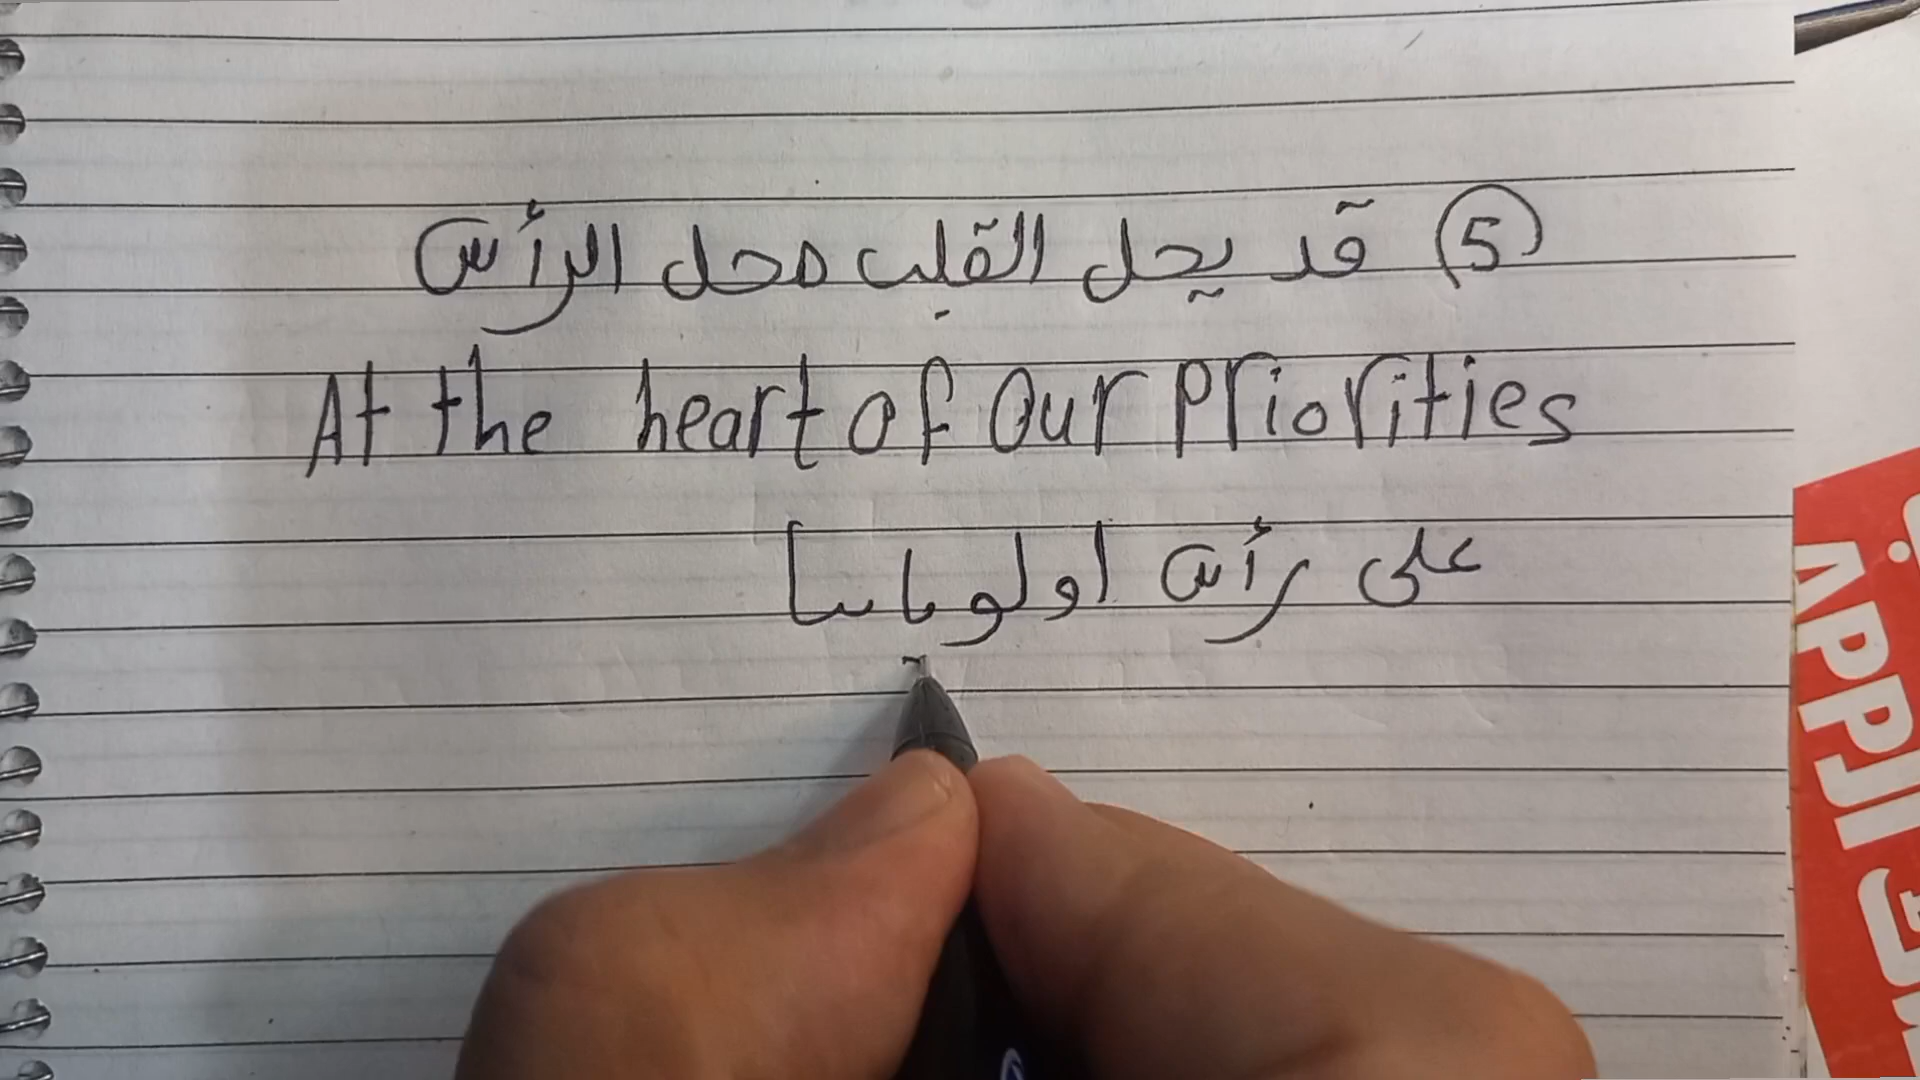 ⑤ قد يحل القلب محل الرأس
At the heart of Our Priorities
على رأس اولوياتنا